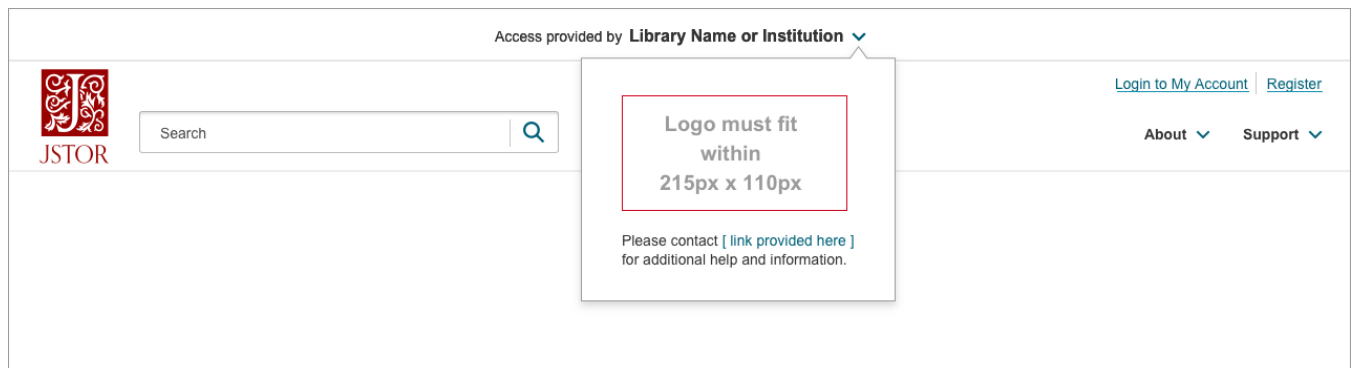 Access provided by Library Name or Institution
Login to My Account Register
JSTOR
Search
About Support
Logo must fit
within
215px x 110px
Please contact [ link provided here ]
for additional help and information.